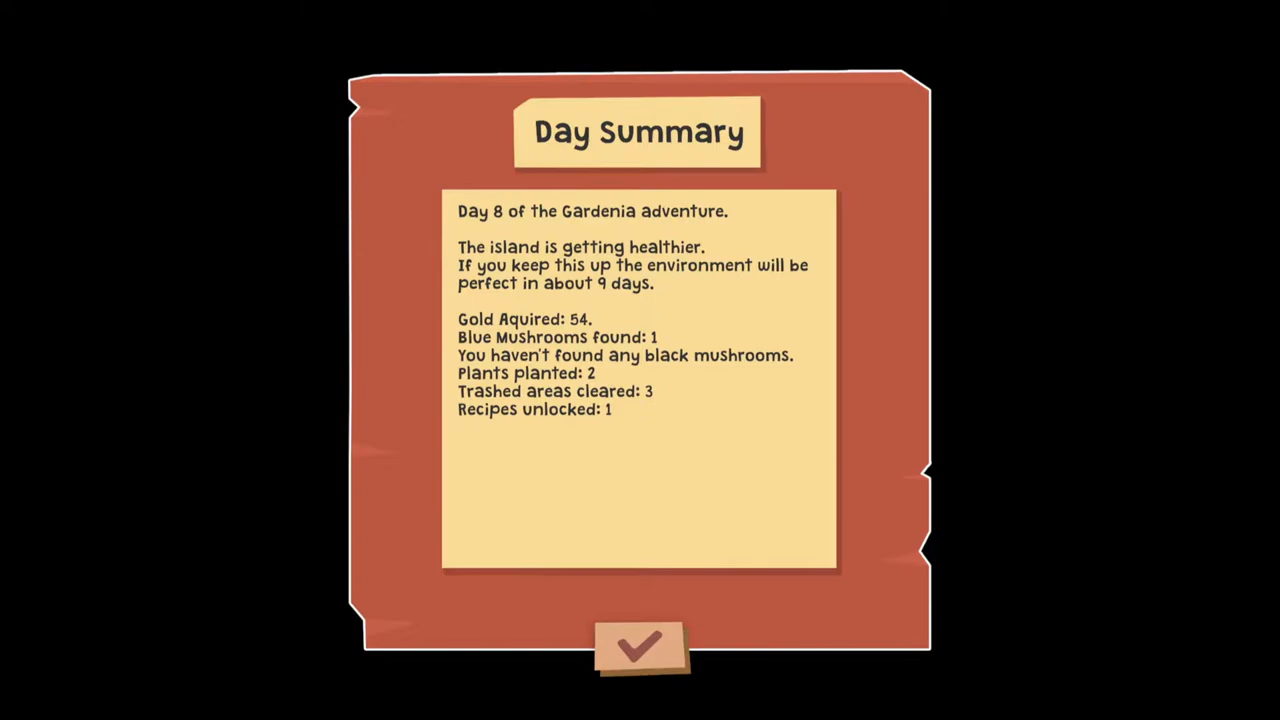 Day Summary
Day 8 of the Gardenia adventure.
The island is getting healthier.
If you keep this up the environment will be
perfect in about 9 days.
Gold Aquired: 54.
Blue Mushrooms found: 1
You haven't found any black mushrooms.
Plants planted: 2
Trashed areas cleared: 3
Recipes unlocked: 1